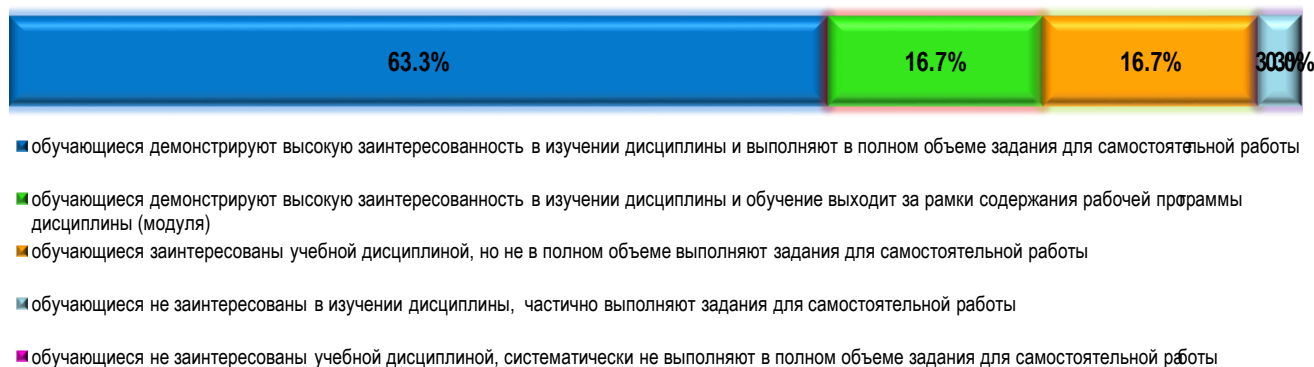 63.3% 16.7% 16.7%
обучающиеся демонстрируют высокую заинтересованность в изучении дисциплины и выполняют в полном объеме задания для самостоятельной работы
обучающиеся демонстрируют высокую заинтересованность в изучении дисциплины и обучение выходит за рамки содержания рабочей программы
дисциплины (модуля)
обучающиеся заинтересованы учебной дисциплиной, но не в полном объеме выполняют задания для самостоятельной работы
обучающиеся не заинтересованы в изучении дисциплины, частично выполняют задания для самостоятельной работы
обучающиеся не заинтересованы учебной дисциплиной, систематически не выполняют в полном объеме задания для самостоятельной работы